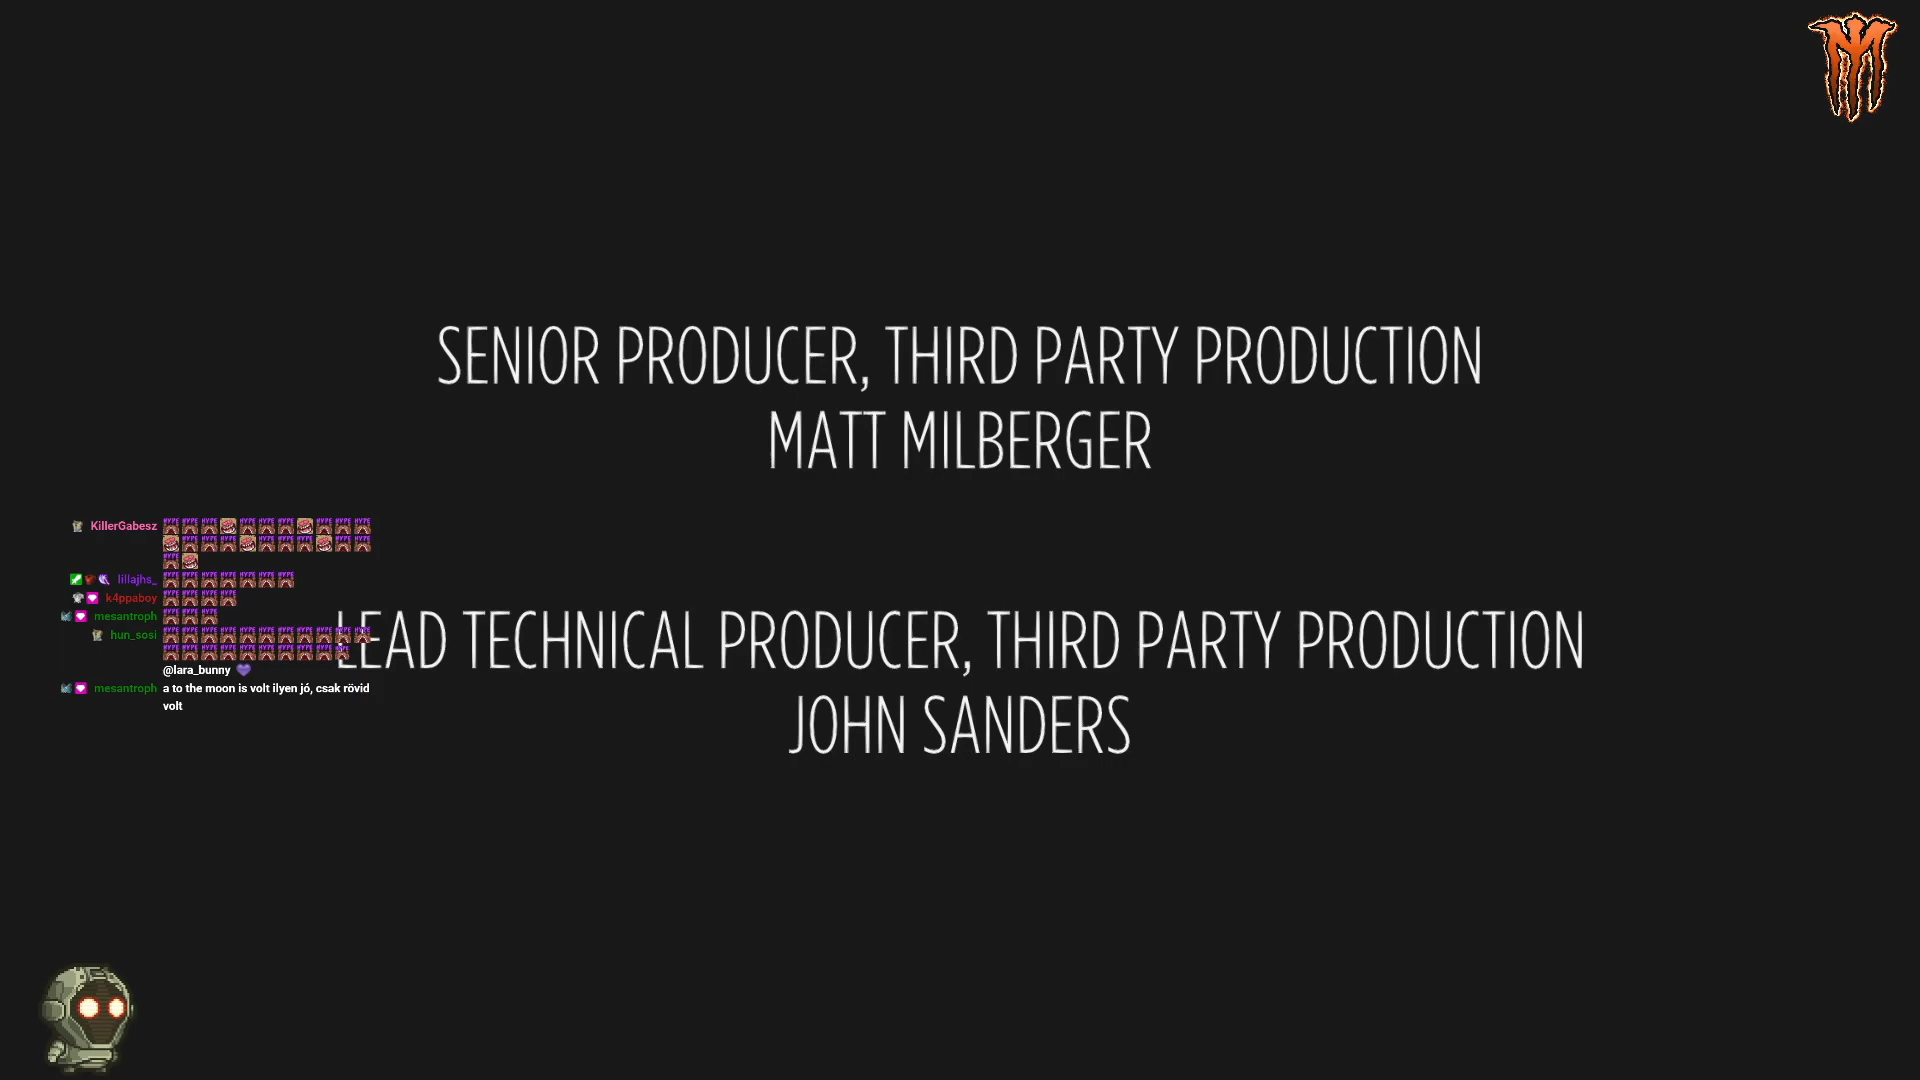 SENIOR PRODUCER, THIRD PARTY PRODUCTION
MATT MILBERGER
KillerGabesz
lillajhs_
k4ppaboy
mesantroph
hun_sosi
@lara_bunny
mesantroph a to the moon is volt ilyen jó, csak rövid
volt
LEAD TECHNICAL PRODUCER, THIRD PARTY PRODUCTION
JOHN SANDERS